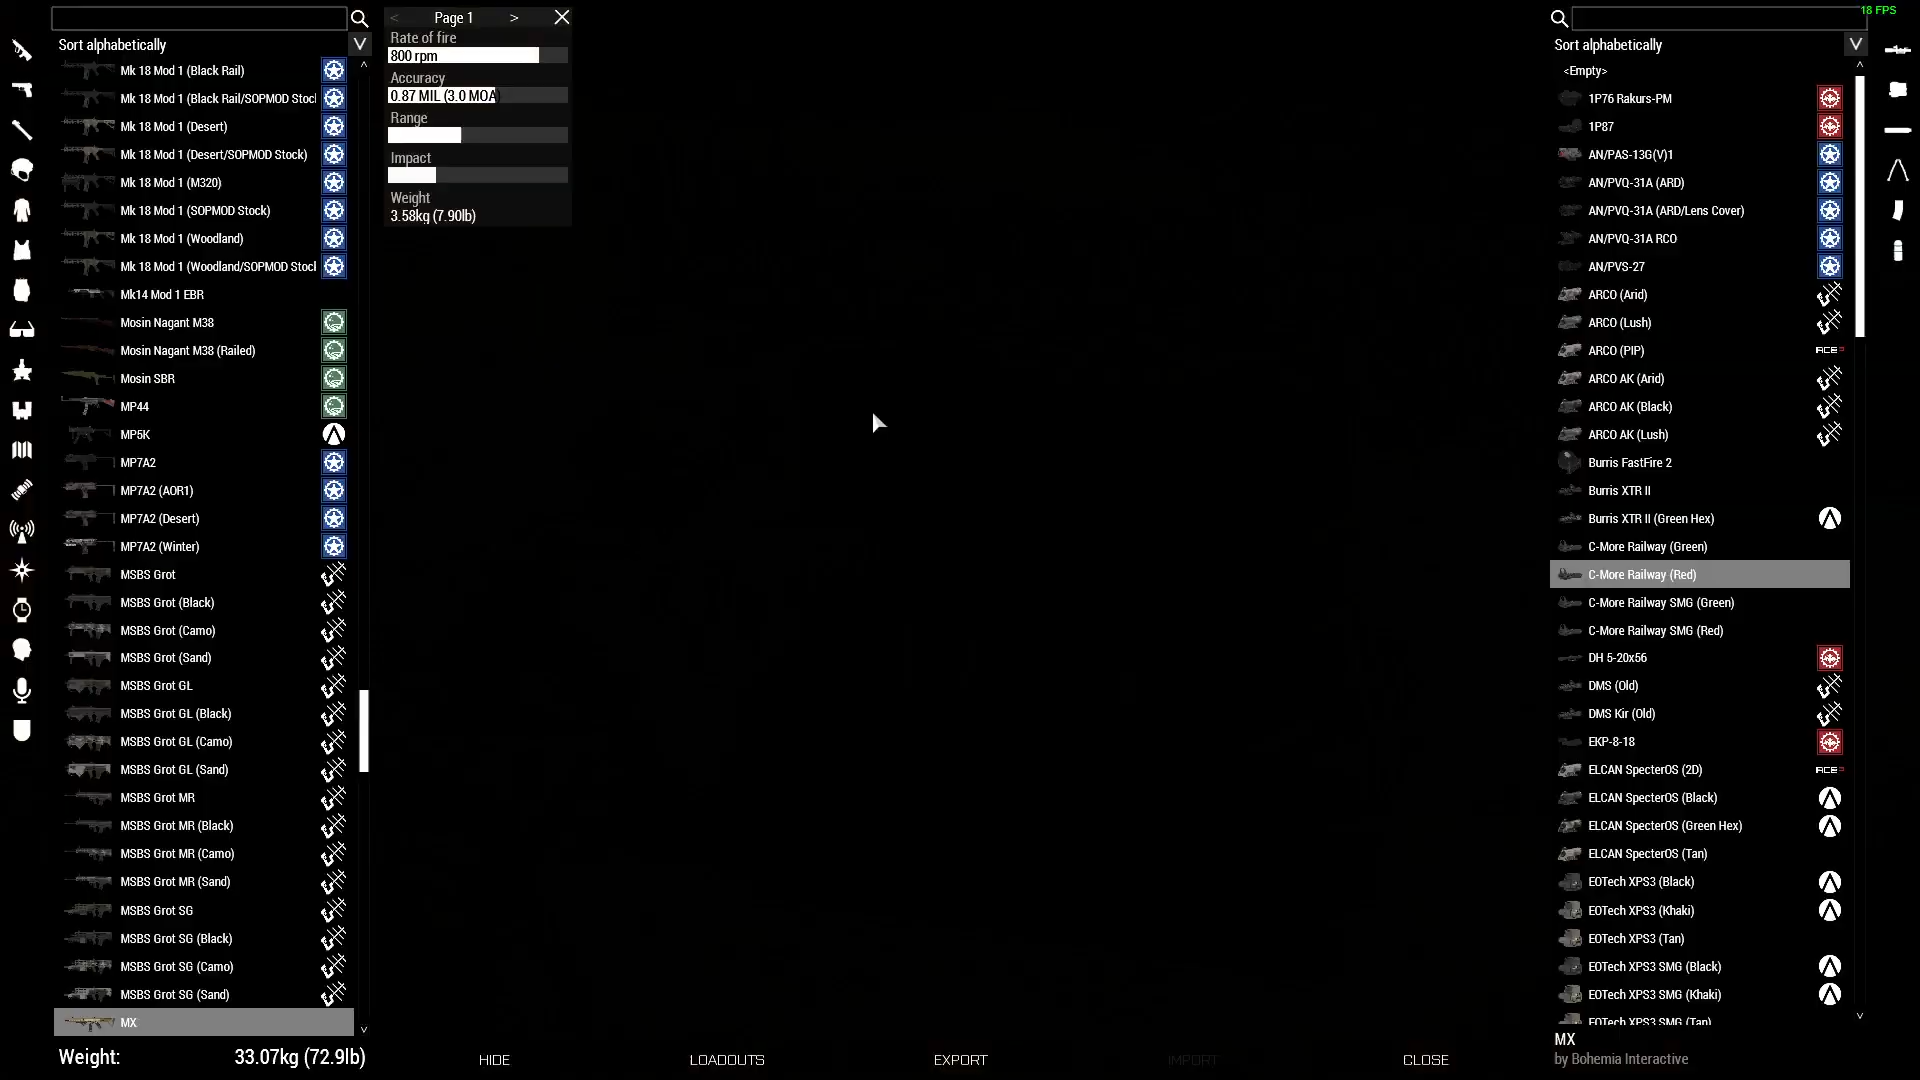 Sort alphabetically
Mk 18 Mod 1 (Black Rail)
Mk 18 Mod 1 (Black Rail/SOPMOD Stocl
Mk 18 Mod 1 (Desert)
Mk 18 Mod 1 (Desert/SOPMOD Stock)
Mk 18 Mod 1 (M320)
Mk 18 Mod 1 (SOPMOD Stock)
Mk 18 Mod 1 (Woodland)
Mk 18 Mod 1 (Woodland/SOPMOD Stocl
Mk14 Mod 1 EBR
Mosin Nagant M38
Mosin Nagant M38 (Railed)
Mosin SBR
MP44
MP5K
MP7A2
MP7A2 (AOR1)
MP7A2 (Desert)
MP7A2 (Winter)
MSBS Grot
MSBS Grot (Black)
MSBS Grot (Camo)
MSBS Grot (Sand)
MSBS Grot GL
MSBS Grot GL (Black)
MSBS Grot GL (Camo)
MSBS Grot GL (Sand)
MSBS Grot MR
MSBS Grot MR (Black)
MSBS Grot MR (Camo)
MSBS Grot MR (Sand)
MSBS Grot SG
MSBS Grot SG (Black)
MSBS Grot SG (Camo)
MSBS Grot SG (Sand)
MX
Weight: 33.07kg (72.9lb)
< Page 1 >
Rate of fire
800 rpm
Accuracy
0.87 MIL (3.0 MOA)
Range
Impact
Weight
3.58kg (7.90lb)
HIDE LOADOUTS EXPORT IMPORT CLOSE
18 FPS
Sort alphabetically
<Empty>
1P76 Rakurs-PM
1P87
AN/PAS-13G(V)1
AN/PVQ-31A (ARD)
AN/PVQ-31A (ARD/Lens Cover)
AN/PVQ-31A RCO
AN/PVS-27
ARCO (Arid)
ARCO (Lush)
ARCO (PIP) ACE3
ARCO AK (Arid)
ARCO AK (Black)
ARCO AK (Lush)
Burris FastFire 2
Burris XTR II
Burris XTR II (Green Hex)
C-More Railway (Green)
C-More Railway (Red)
C-More Railway SMG (Green)
C-More Railway SMG (Red)
DH 5-20x56
DMS (Old)
DMS Kir (Old)
EKP-8-18
ELCAN SpecterOS (2D) ACE3
ELCAN SpecterOS (Black)
ELCAN SpecterOS (Green Hex)
ELCAN SpecterOS (Tan)
EOTech XPS3 (Black)
EOTech XPS3 (Khaki)
EOTech XPS3 (Tan)
EOTech XPS3 SMG (Black)
EOTech XPS3 SMG (Khaki)
EOTech XPS3 SMG (Tan)
MX
by Bohemia Interactive